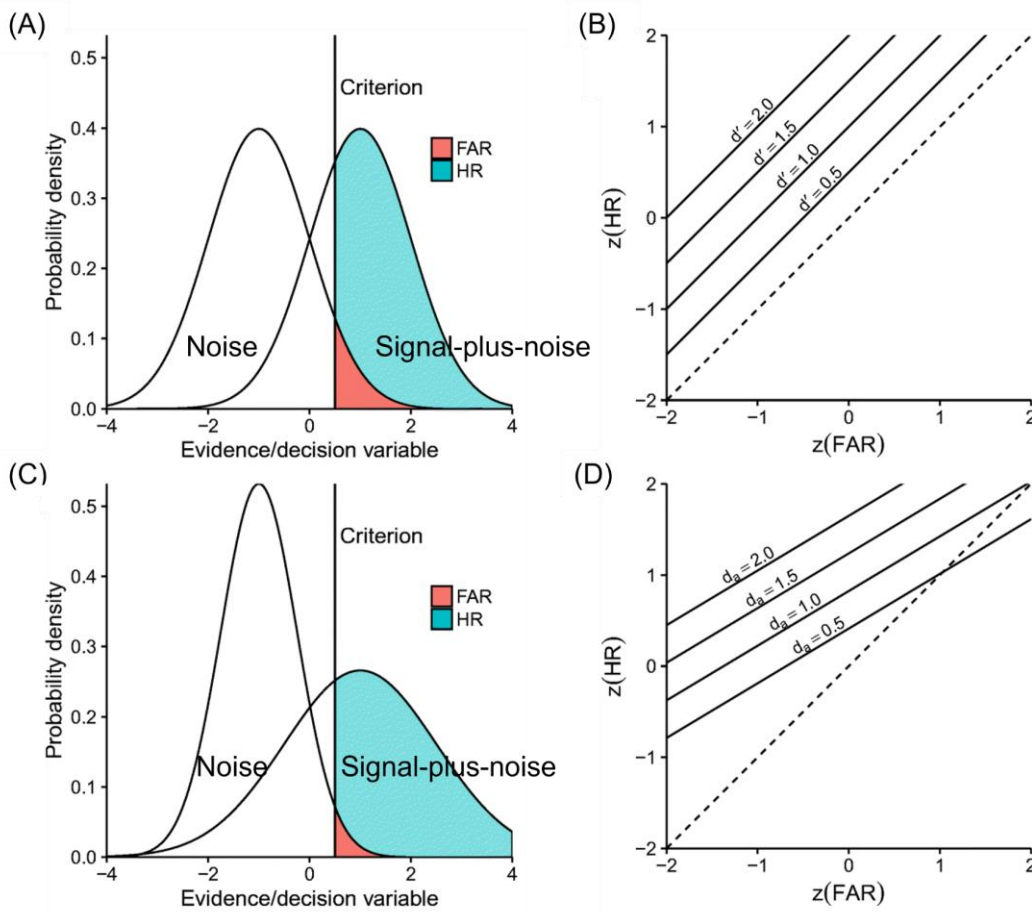 (A)
0.5
0.4
0.3
0.2
0.1
0.0
Probability density
Criterion
FAR
HR
Noise
Signal-plus-noise
−4 −2 0 2 4
Evidence/decision variable
(B)
2
1
0
−1
−2
z(HR)
d′ = 2.0
d′ = 1.5
d′ = 1.0
d′ = 0.5
−2 −1 0 1 2
z(FAR)
(C)
0.5
0.4
0.3
0.2
0.1
0.0
Probability density
Criterion
FAR
HR
Noise
Signal-plus-noise
−4 −2 0 2 4
Evidence/decision variable
(D)
2
1
0
−1
−2
z(HR)
dₐ = 2.0
dₐ = 1.5
dₐ = 1.0
dₐ = 0.5
−2 −1 0 1 2
z(FAR)